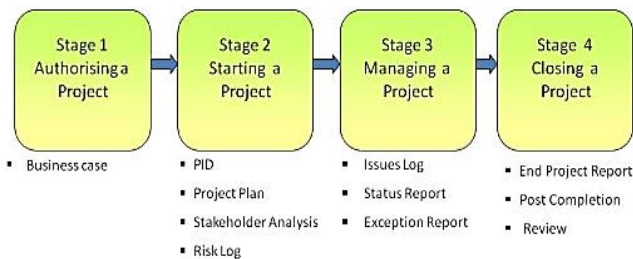 Stage 1
Authorising a
Project
Stage 2
Starting a
Project
Stage 3
Managing a
Project
Stage 4
Closing a
Project
▪ Business case
▪ PID
▪ Project Plan
▪ Stakeholder Analysis
▪ Risk Log
▪ Issues Log
▪ Status Report
▪ Exception Report
▪ End Project Report
▪ Post Completion
▪ Review